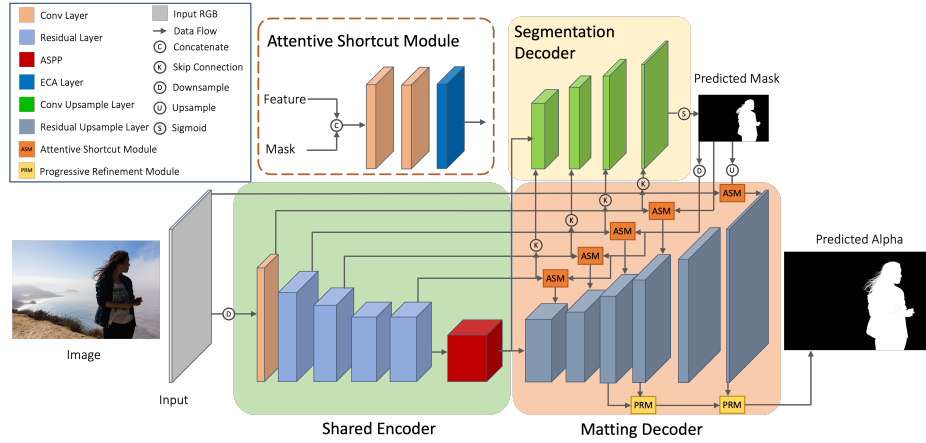 Conv Layer
Residual Layer
ASPP
ECA Layer
Conv Upsample Layer
Residual Upsample Layer
ASM
Attentive Shortcut Module
PRM
Progressive Refinement Module
Input RGB
Data Flow
C
Concatenate
K
Skip Connection
D
Downsample
U
Upsample
S
Sigmoid
Attentive Shortcut Module
Feature
C
Mask
Segmentation
Decoder
S
Predicted Mask
D
U
K
K
K
K
ASM
ASM
ASM
ASM
ASM
Predicted Alpha
D
Image
Input
PRM
PRM
Shared Encoder
Matting Decoder